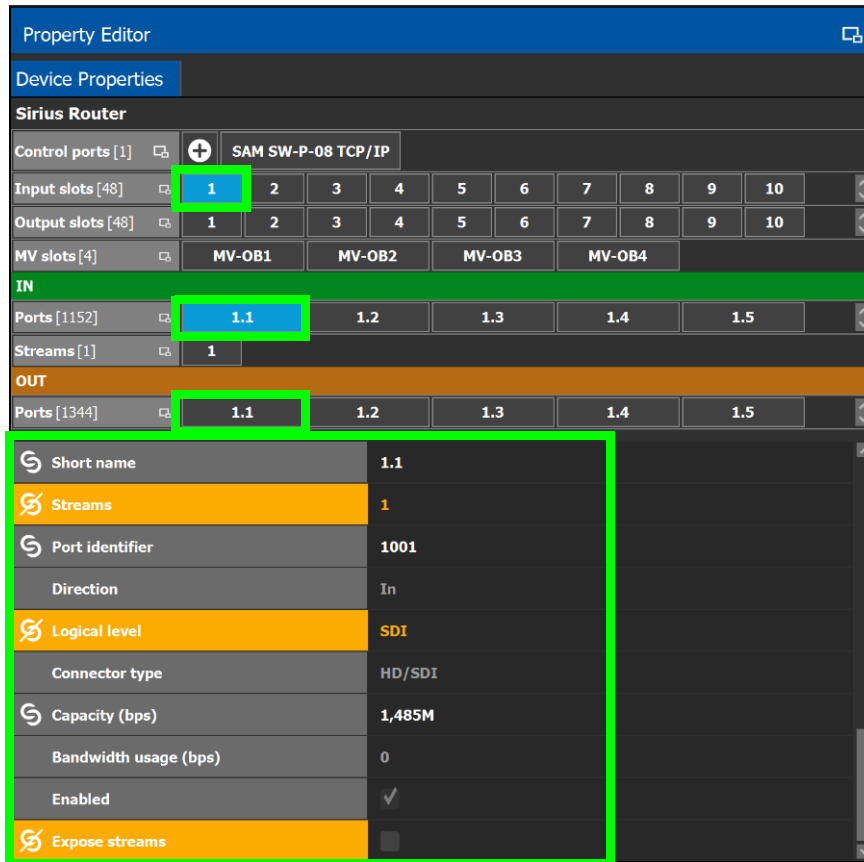 Property Editor
Device Properties
Sirius Router
Control ports [1] SAM SW-P-08 TCP/IP
Input slots [48] 1 2 3 4 5 6 7 8 9 10
Output slots [48] 1 2 3 4 5 6 7 8 9 10
MV slots [4] MV-OB1 MV-OB2 MV-OB3 MV-OB4
IN
Ports [1152] 1.1 1.2 1.3 1.4 1.5
Streams [1] 1
OUT
Ports [1344] 1.1 1.2 1.3 1.4 1.5
Short name 1.1
Streams 1
Port identifier 1001
Direction In
Logical level SDI
Connector type HD/SDI
Capacity (bps) 1,485M
Bandwidth usage (bps) 0
Enabled
Expose streams